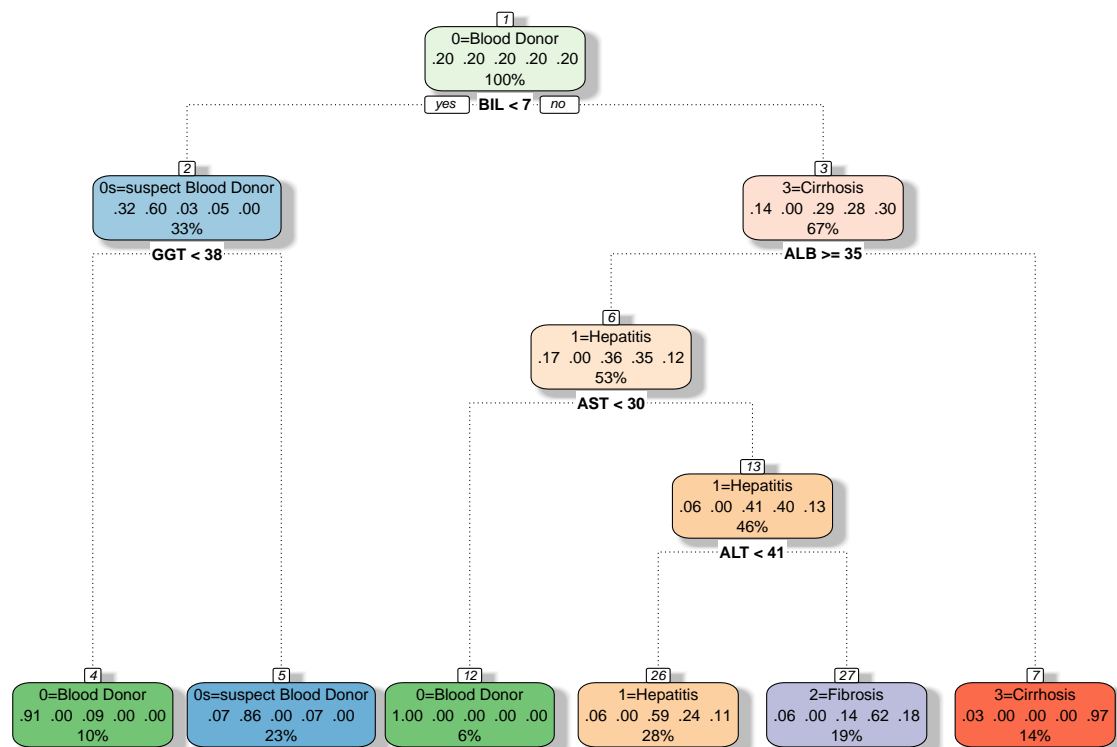 1
0=Blood Donor
.20 .20 .20 .20 .20
100%
yes BIL < 7 no
2
0s=suspect Blood Donor
.32 .60 .03 .05 .00
33%
GGT < 38
3
3=Cirrhosis
.14 .00 .29 .28 .30
67%
ALB >= 35
6
1=Hepatitis
.17 .00 .36 .35 .12
53%
AST < 30
13
1=Hepatitis
.06 .00 .41 .40 .13
46%
ALT < 41
4
0=Blood Donor
.91 .00 .09 .00 .00
10%
5
0s=suspect Blood Donor
.07 .86 .00 .07 .00
23%
12
0=Blood Donor
1.00 .00 .00 .00 .00
6%
26
1=Hepatitis
.06 .00 .59 .24 .11
28%
27
2=Fibrosis
.06 .00 .14 .62 .18
19%
7
3=Cirrhosis
.03 .00 .00 .00 .97
14%